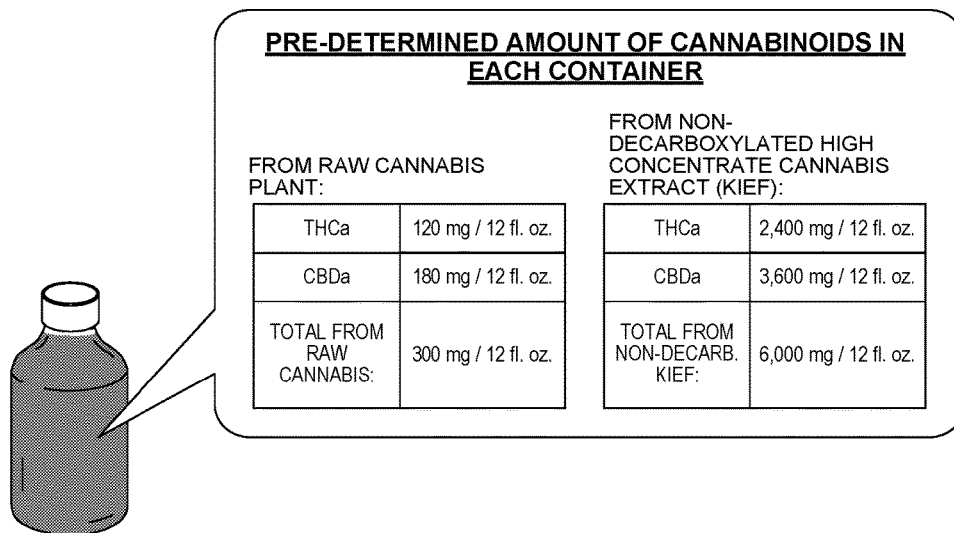 PRE-DETERMINED AMOUNT OF CANNABINOIDS IN
EACH CONTAINER
FROM RAW CANNABIS
PLANT:
THCa 120 mg / 12 fl. oz.
CBDa 180 mg / 12 fl. oz.
TOTAL FROM
RAW
CANNABIS:
300 mg / 12 fl. oz.
FROM NON-
DECARBOXYLATED HIGH
CONCENTRATE CANNABIS
EXTRACT (KIEF):
THCa 2,400 mg / 12 fl. oz.
CBDa 3,600 mg / 12 fl. oz.
TOTAL FROM
NON-DECARB.
KIEF:
6,000 mg / 12 fl. oz.